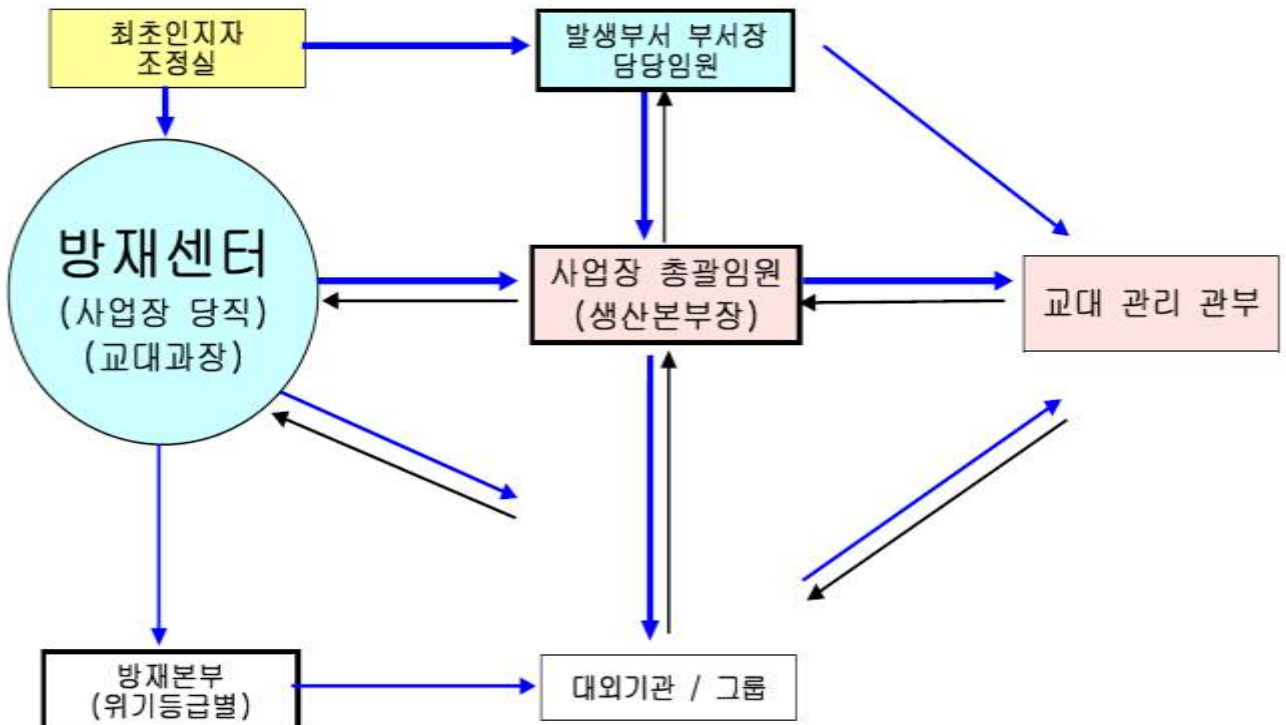 최초인지자
조정실
발생부서 부서장
담당임원
방재센터
(사업장 당직)
(교대과장)
사업장 총괄임원
(생산본부장)
교대 관리 관부
방재본부
(위기등급별)
대외기관 / 그룹